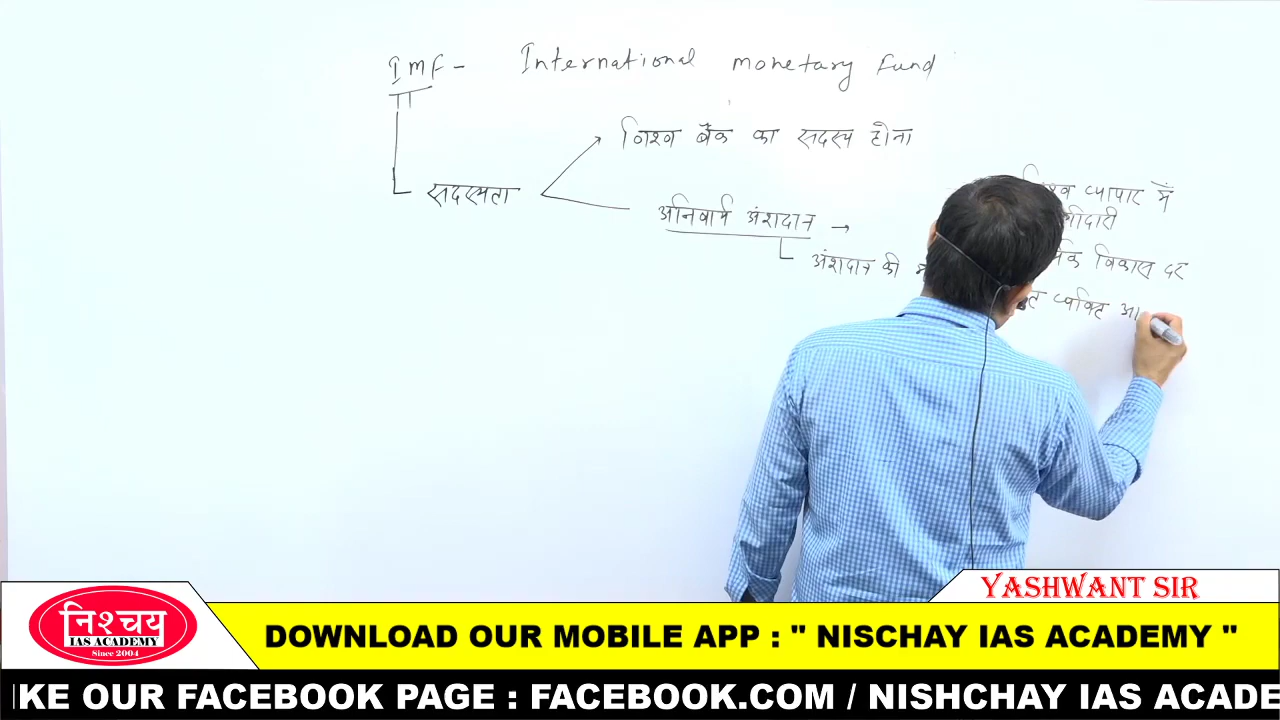 IMF - International monetary Fund
विश्व बैंक का सदस्य होना
सदस्यता
अनिवार्य अंशदान →
अंशदान की
व्यापार में
विकास दर
व्यक्ति आ
YASHWANT SIR
निश्चय
IAS ACADEMY
Since 2004
DOWNLOAD OUR MOBILE APP : " NISCHAY IAS ACADEMY "
IKE OUR FACEBOOK PAGE : FACEBOOK.COM / NISHCHAY IAS ACADE